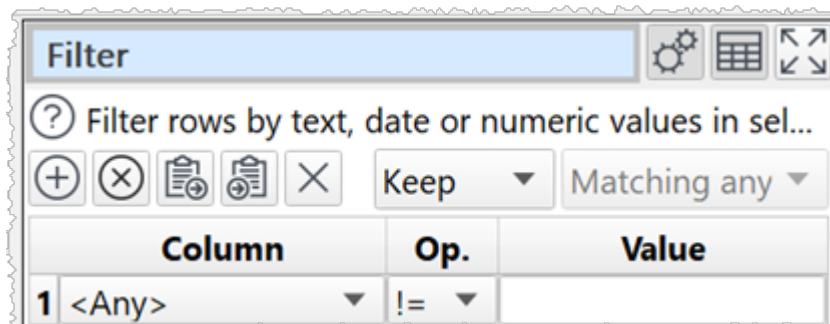 Filter
? Filter rows by text, date or numeric values in sel...
Keep Matching any
Column Op. Value
1 <Any> !=